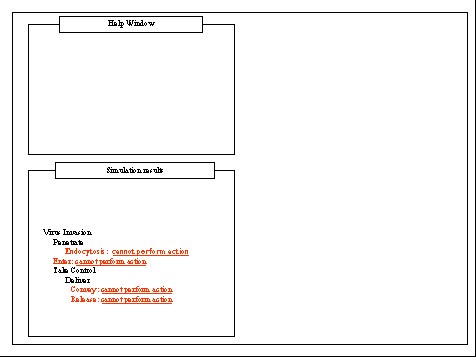 Help Window
Simulation results
Virus Invasion
Penetrate
Endocytosis : cannot perform action
Enter: cannot perform action
Take Control
Deliver
Convey: cannot perform action
Release: cannot perform action